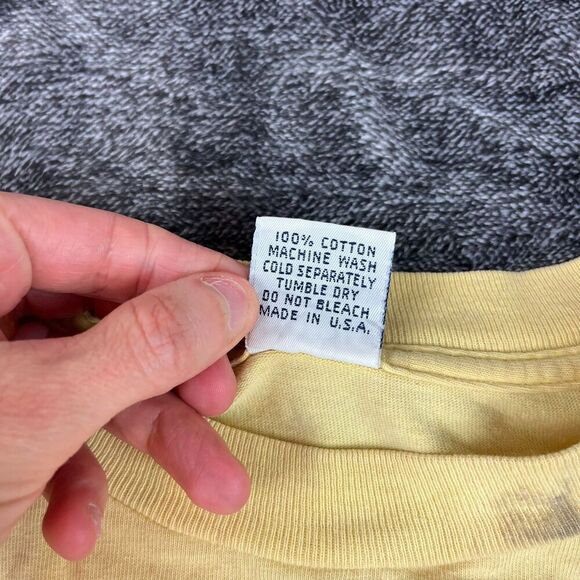 100% COTTON
MACHINE WASH
COLD SEPARATELY
TUMBLE DRY
DO NOT BLEACH
MADE IN U.S.A.